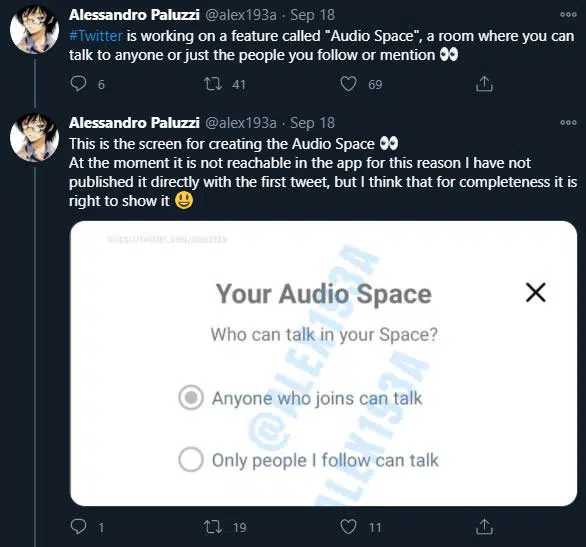 Alessandro Paluzzi @alex193a · Sep 18
#Twitter is working on a feature called "Audio Space", a room where you can
talk to anyone or just the people you follow or mention 👀
6 41 69
Alessandro Paluzzi @alex193a · Sep 18
This is the screen for creating the Audio Space 👀
At the moment it is not reachable in the app for this reason I have not
published it directly with the first tweet, but I think that for completeness it is
right to show it 😃
Your Audio Space
Who can talk in your Space?
Anyone who joins can talk
Only people I follow can talk
@ALEX193A
ALEX193A
1 19 11